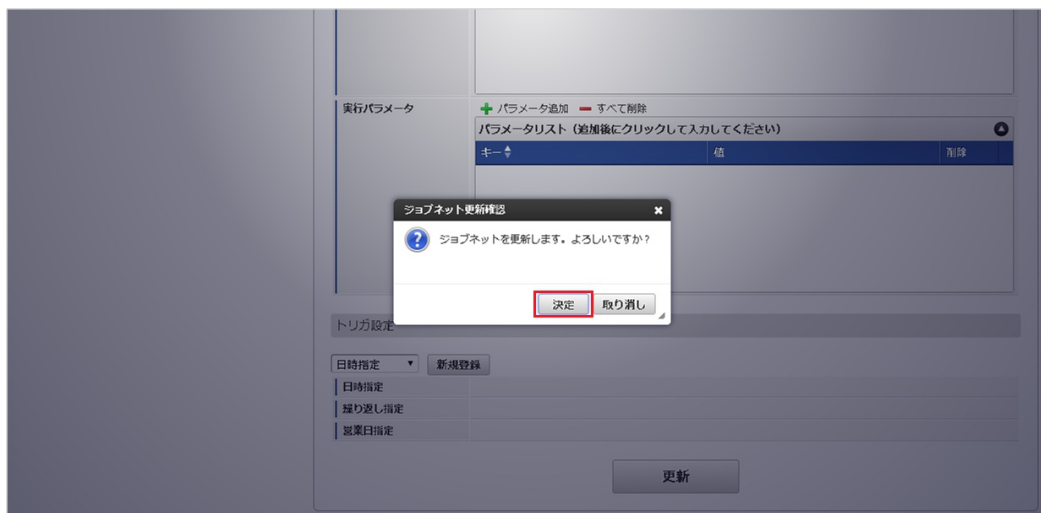 実行パラメータ
パラメータ追加 すべて削除
パラメータリスト（追加後にクリックして入力してください）
キー 値 削除
ジョブネット更新確認
ジョブネットを更新します。よろしいですか？
決定 取り消し
トリガ設定
日時指定 新規登録
日時指定
繰り返し指定
営業日指定
更新